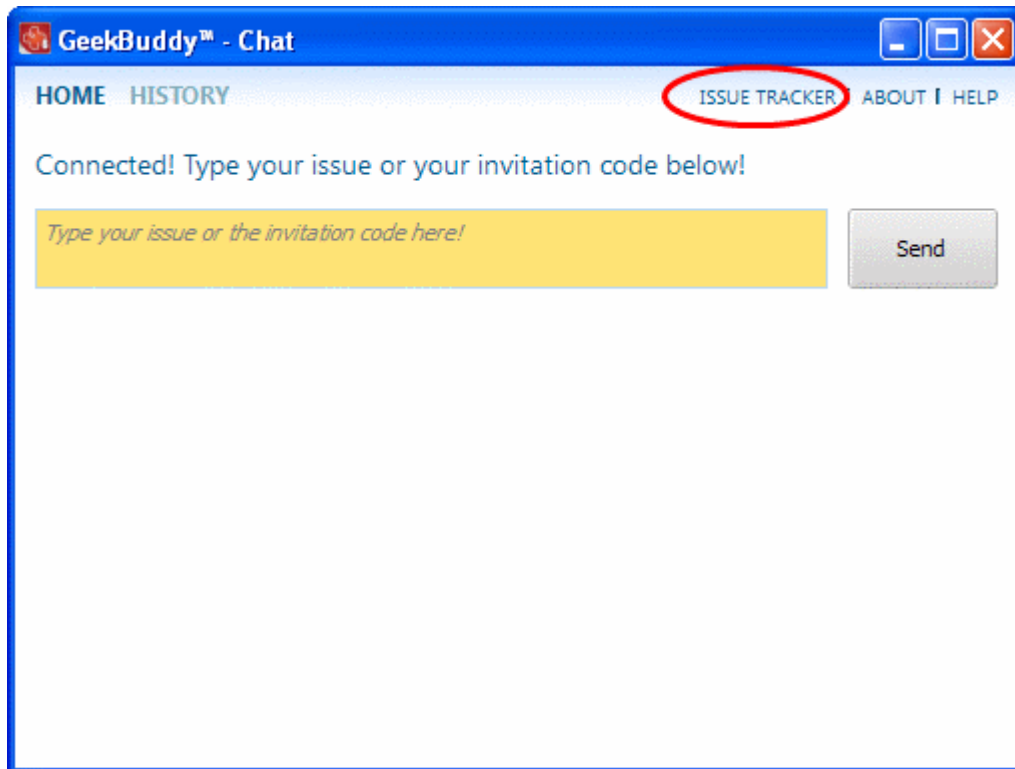 GeekBuddy™ - Chat
HOME HISTORY ISSUE TRACKER | ABOUT | HELP
Connected! Type your issue or your invitation code below!
Type your issue or the invitation code here!
Send